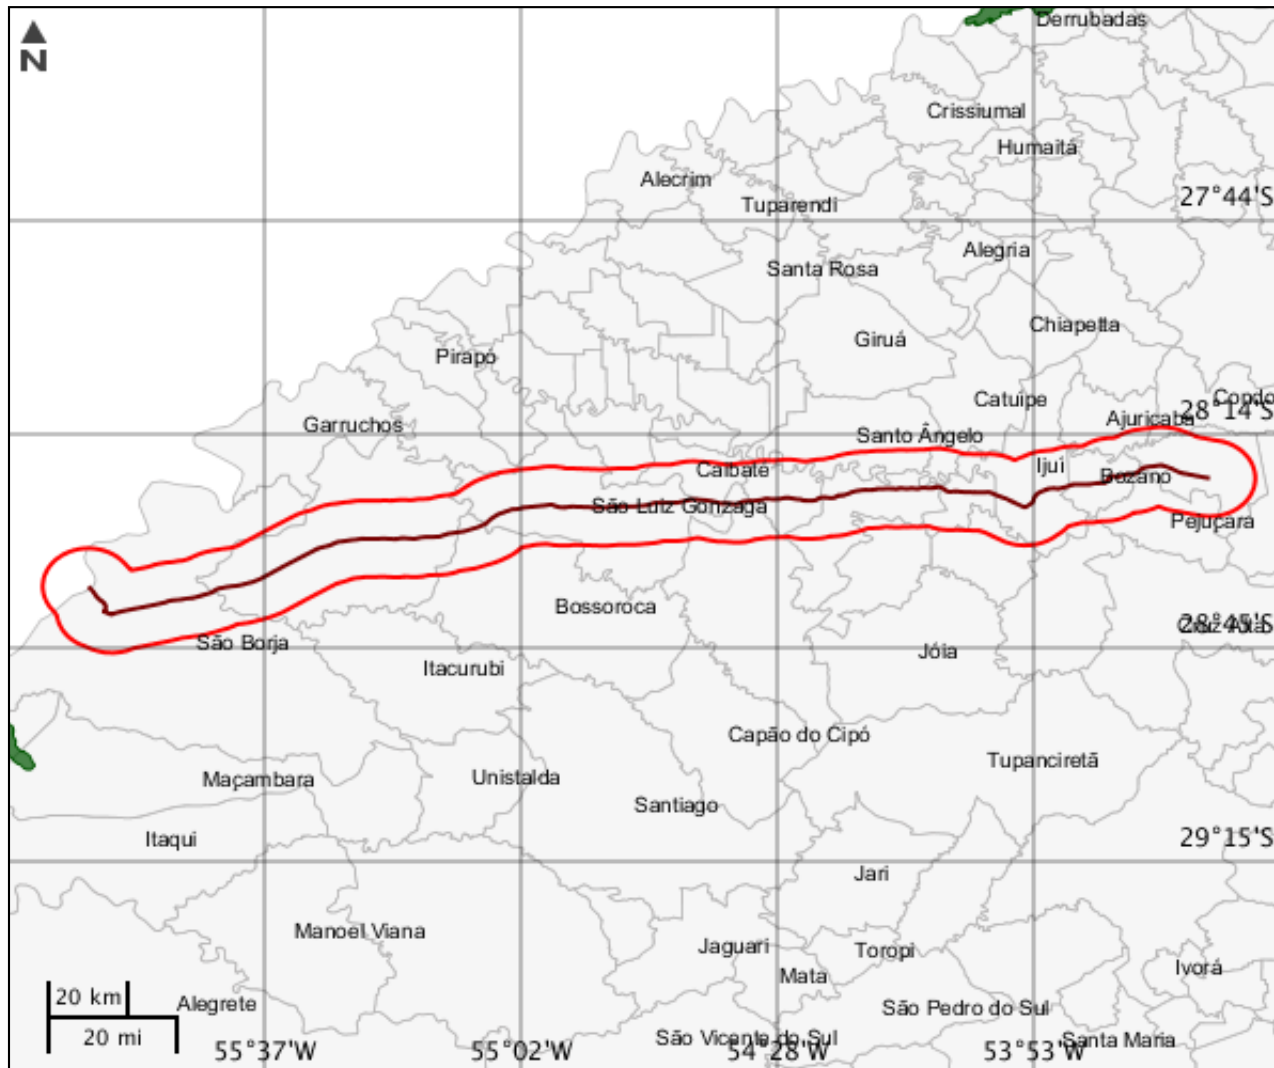 N
Derrubadas
Crissiumal
Humaitá
Alecrim
27°44'S
Tuparendi
Alegria
Santa Rosa
Chiapetta
Giruá
Pirapó
Catuípe
Condo
28°14'S
Ajuricaba
Garruchos
Santo Ângelo
Ijuí
Caibaté
Bozano
São Luiz Gonzaga
Pejuçara
Bossoroca
28°45'S
São Borja
Jóia
Itacurubi
Capão do Cipó
Tupanciretã
Maçambara
Unistalda
Santiago
Itaqui
29°15'S
Jari
Manoel Viana
Jaguari
Toropi
Ivorá
Mata
20 km
Alegrete
São Pedro do Sul
20 mi
São Vicente do Sul
Santa Maria
55°37'W
55°02'W
54°28'W
53°53'W